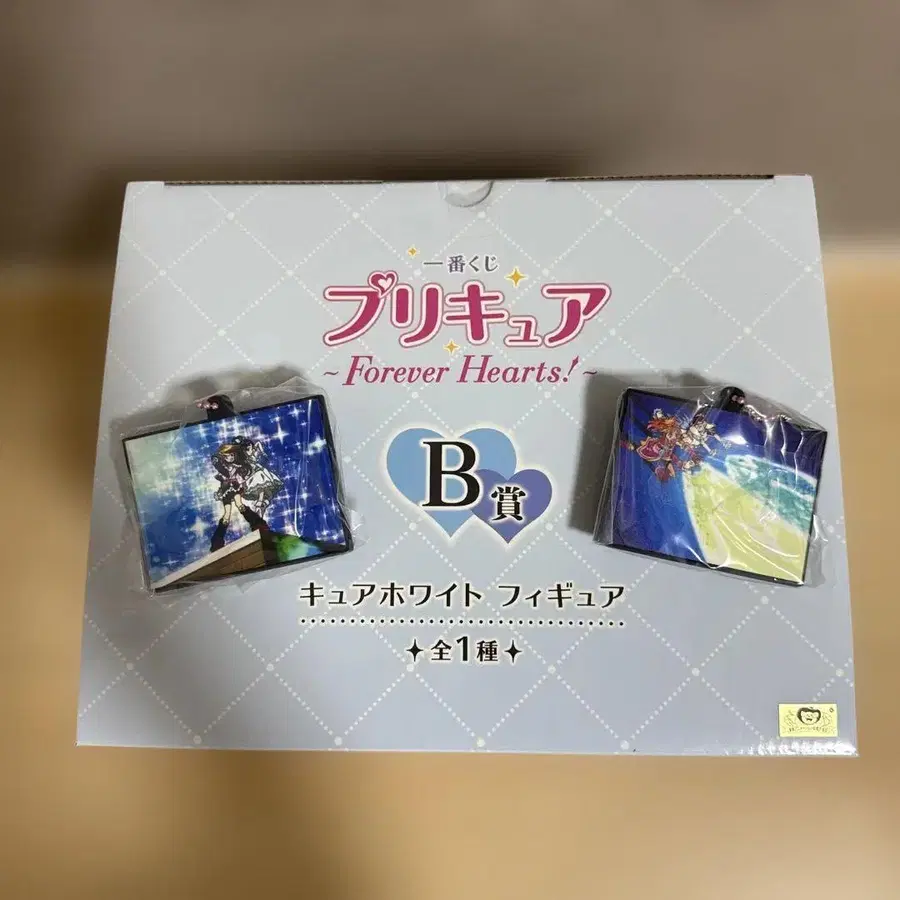 一番くじ
プリキュア
~Forever Hearts!~
B賞
キュアホワイト フィギュア
全1種